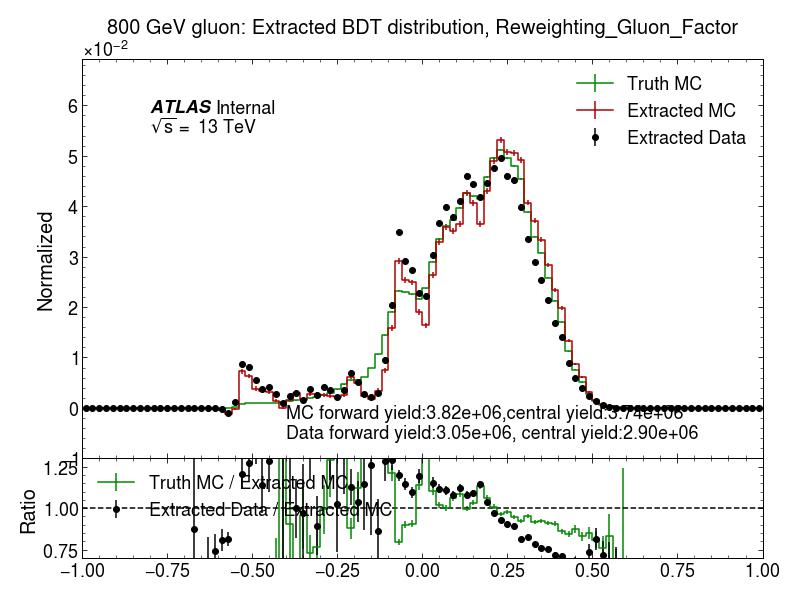 800 GeV gluon: Extracted BDT distribution, Reweighting_Gluon_Factor
×10−2
ATLAS Internal
√s = 13 TeV
Truth MC
Extracted MC
Extracted Data
Normalized
6
5
4
3
2
1
0
MC forward yield:3.82e+06,central yield:3.74e+06
Data forward yield:3.05e+06, central yield:2.90e+06
1
Ratio
1.25
1.00
0.75
Truth MC / Extracted MC
Extracted Data / Extracted MC
−1.00 −0.75 −0.50 −0.25 0.00 0.25 0.50 0.75 1.00